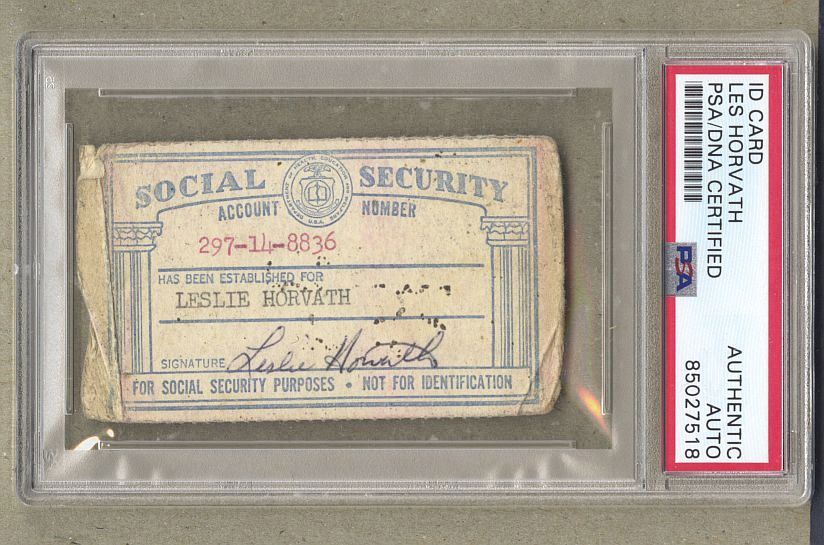 SOCIAL SECURITY
ACCOUNT NUMBER
297-14-8836
HAS BEEN ESTABLISHED FOR
LESLIE HORVATH
SIGNATURE Leslie Horvath
FOR SOCIAL SECURITY PURPOSES • NOT FOR IDENTIFICATION
ID CARD
LES HORVATH
PSA/DNA CERTIFIED
PSA
AUTHENTIC
AUTO
85027518